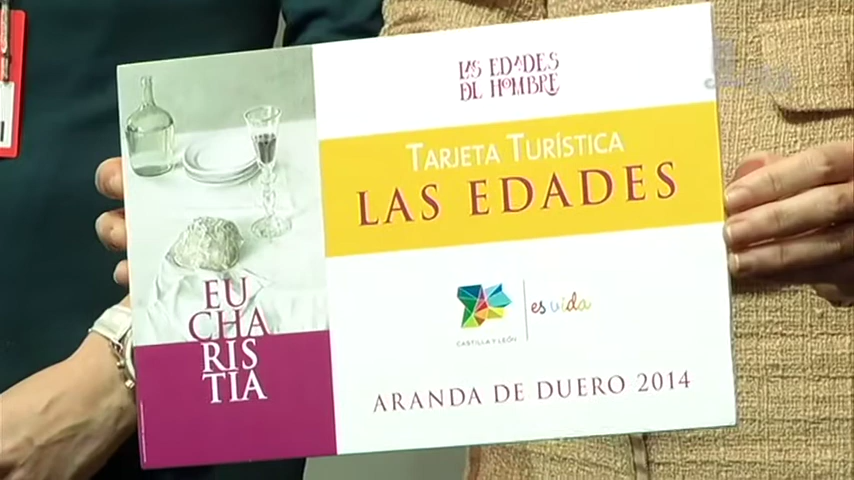 LAS EDADES
DEL HOMBRE
TARJETA TURÍSTICA
LAS EDADES
EU
CHA
RIS
TIA
CASTILLA Y LEÓN
es vida
ARANDA DE DUERO 2014